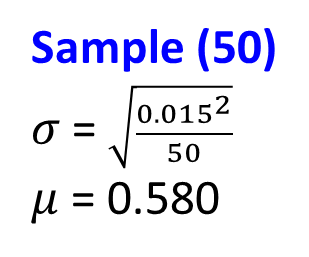 Sample (50)
σ = √(0.015²/50)
μ = 0.580